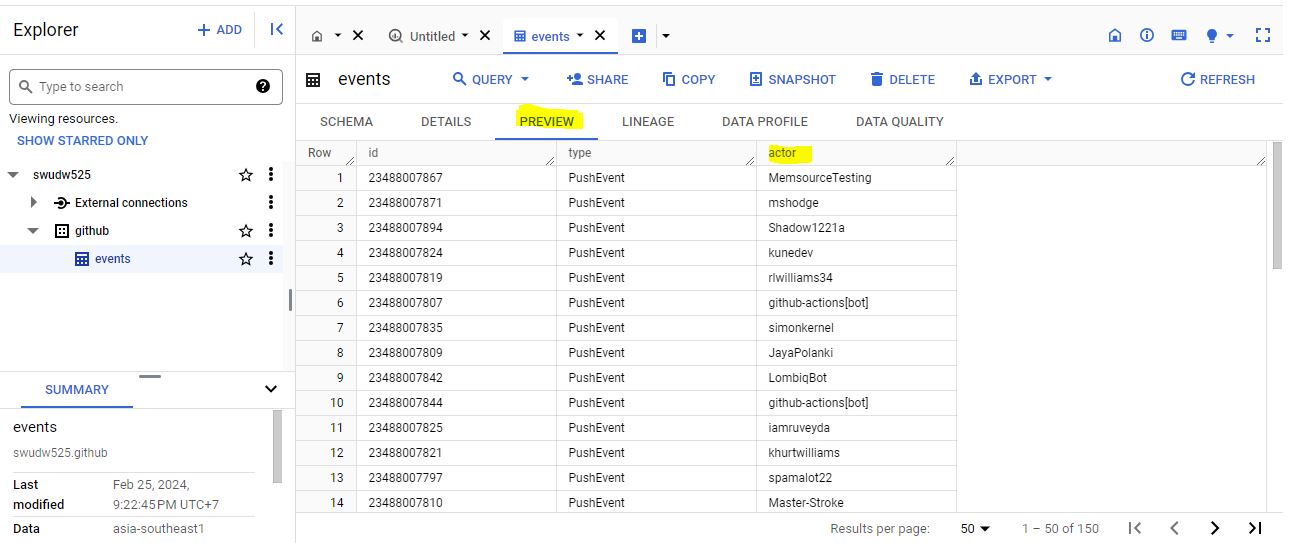 Explorer
+ ADD
Type to search
Viewing resources.
SHOW STARRED ONLY
swudw525
External connections
github
events
SUMMARY
events
swudw525.github
Last modified Feb 25, 2024, 9:22:45 PM UTC+7
Data asia-southeast1
Untitled
events
events
QUERY SHARE COPY SNAPSHOT DELETE EXPORT REFRESH
SCHEMA DETAILS PREVIEW LINEAGE DATA PROFILE DATA QUALITY
Row id type actor
1 23488007867 PushEvent MemsourceTesting
2 23488007871 PushEvent mshodge
3 23488007894 PushEvent Shadow1221a
4 23488007824 PushEvent kunedev
5 23488007819 PushEvent rlwilliams34
6 23488007807 PushEvent github-actions[bot]
7 23488007835 PushEvent simonkernel
8 23488007809 PushEvent JayaPolanki
9 23488007842 PushEvent LombiqBot
10 23488007844 PushEvent github-actions[bot]
11 23488007825 PushEvent iamruveyda
12 23488007821 PushEvent khurtwilliams
13 23488007797 PushEvent spamalot22
14 23488007810 PushEvent Master-Stroke
Results per page: 50 1 – 50 of 150